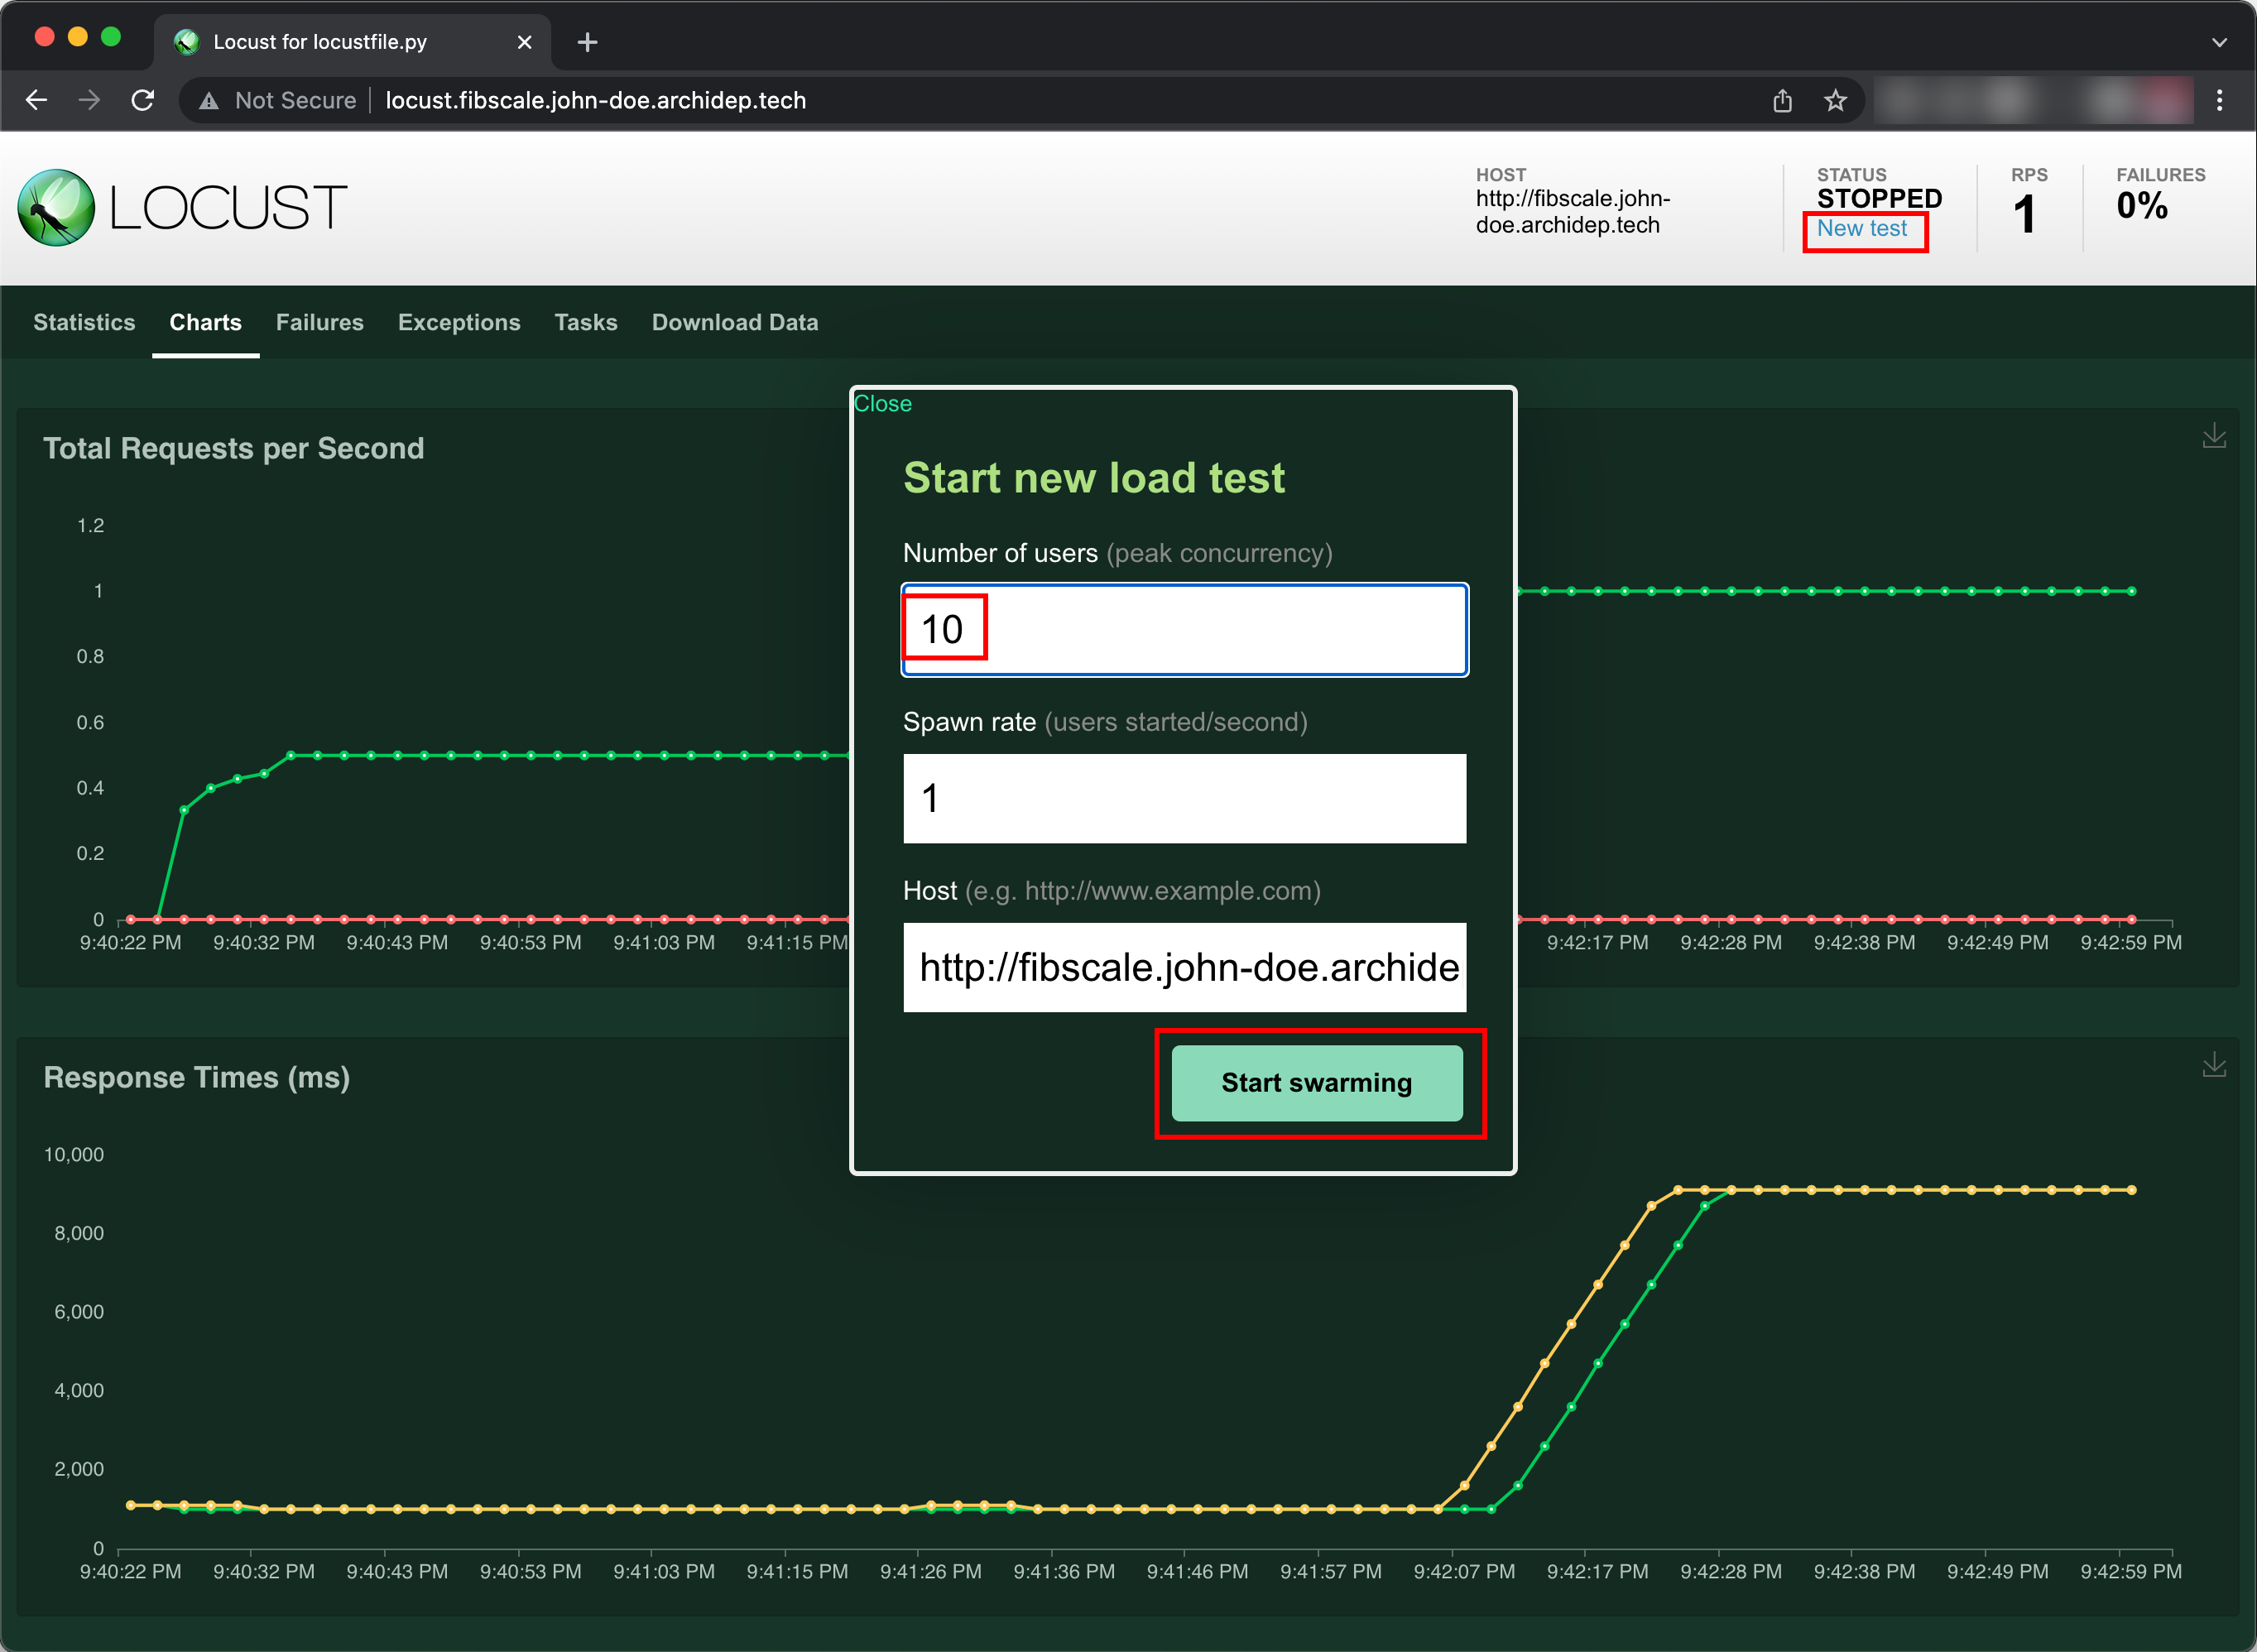 Locust for locustfile.py
Not Secure
locust.fibscale.john-doe.archidep.tech
LOCUST
HOST
http://fibscale.john-
doe.archidep.tech
STATUS
STOPPED
New test
RPS
1
FAILURES
0%
Statistics
Charts
Failures
Exceptions
Tasks
Download Data
Total Requests per Second
1.2
1
0.8
0.6
0.4
0.2
0
9:40:22 PM
9:40:32 PM
9:40:43 PM
9:40:53 PM
9:41:03 PM
9:41:15 PM
9:42:17 PM
9:42:28 PM
9:42:38 PM
9:42:49 PM
9:42:59 PM
Close
Start new load test
Number of users (peak concurrency)
10
Spawn rate (users started/second)
1
Host (e.g. http://www.example.com)
http://fibscale.john-doe.archide
Start swarming
Response Times (ms)
10,000
8,000
6,000
4,000
2,000
0
9:40:22 PM
9:40:32 PM
9:40:43 PM
9:40:53 PM
9:41:03 PM
9:41:15 PM
9:41:26 PM
9:41:36 PM
9:41:46 PM
9:41:57 PM
9:42:07 PM
9:42:17 PM
9:42:28 PM
9:42:38 PM
9:42:49 PM
9:42:59 PM